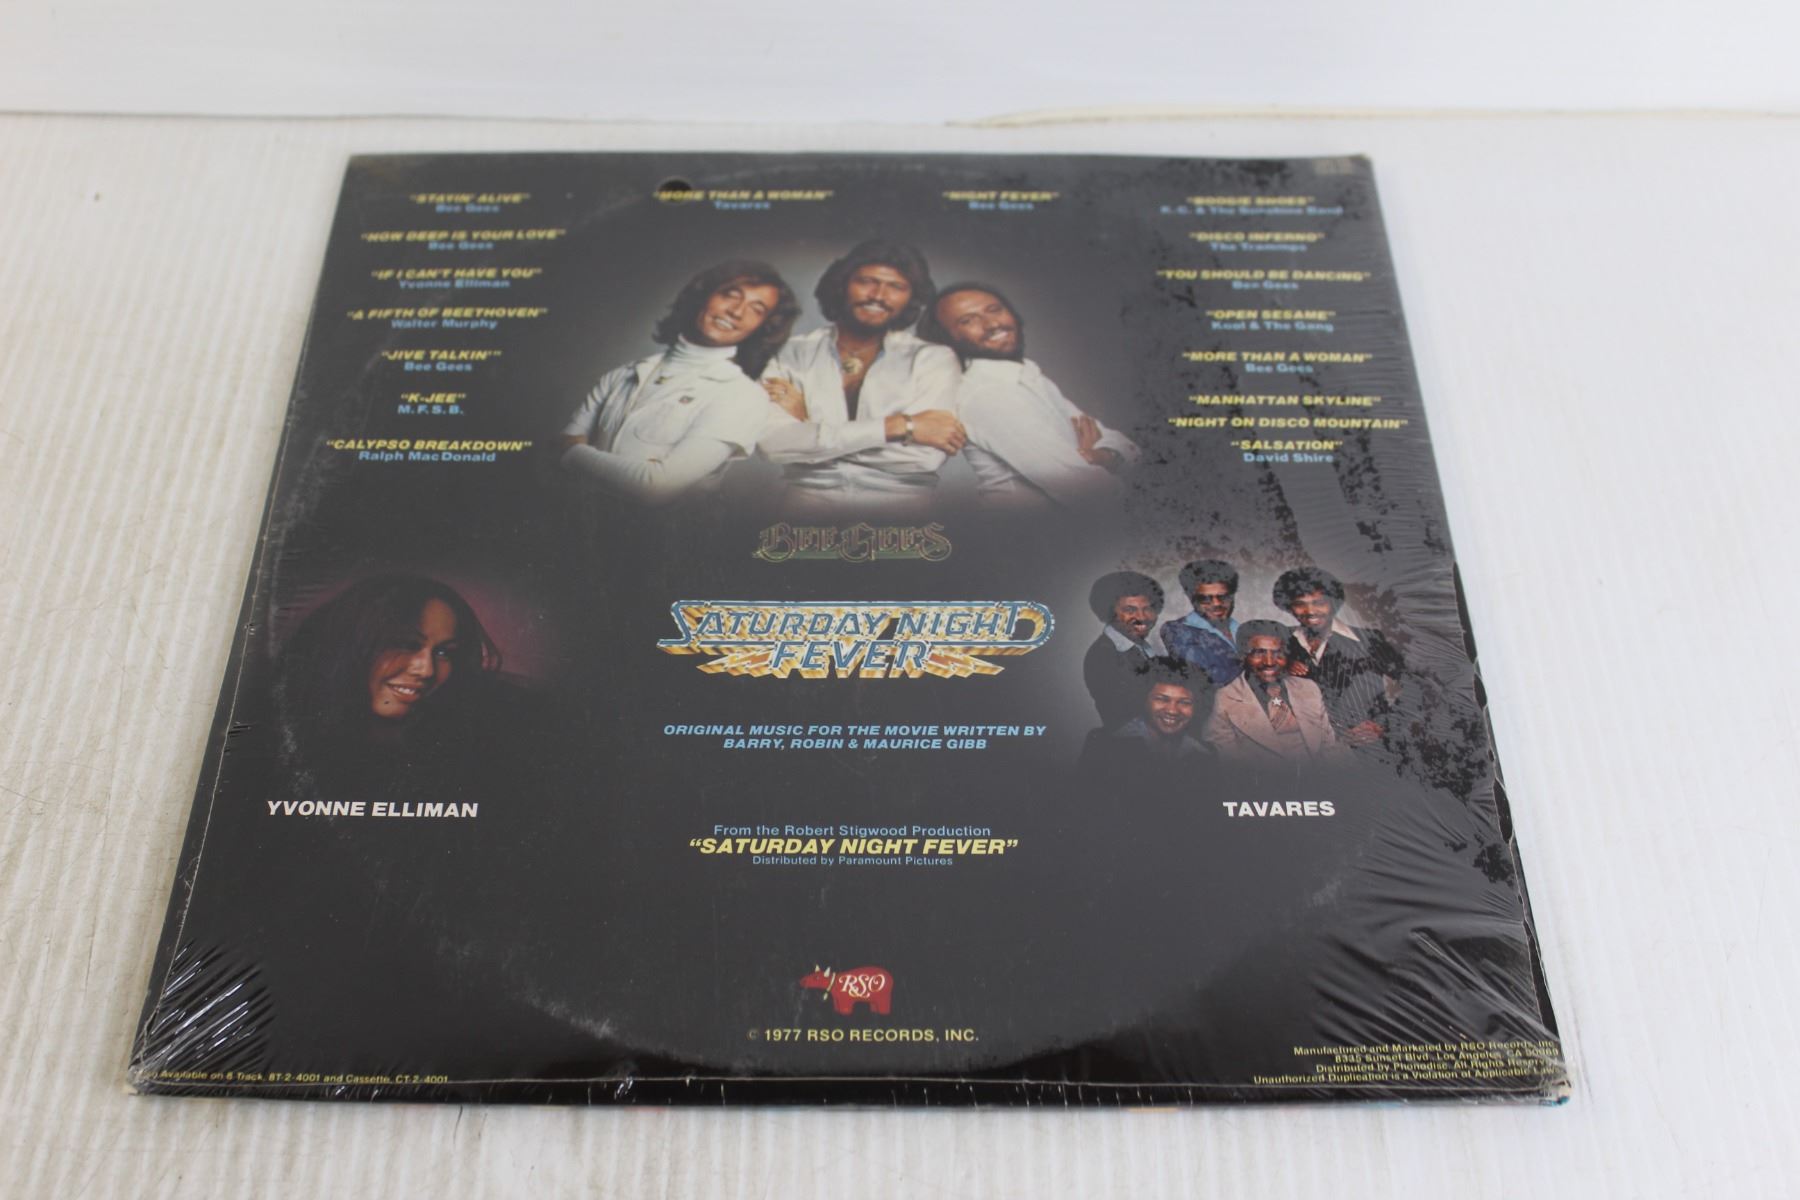 "STAYIN' ALIVE"
Bee Gees
"HOW DEEP IS YOUR LOVE"
Bee Gees
"IF I CAN'T HAVE YOU"
Yvonne Elliman
"A FIFTH OF BEETHOVEN"
Walter Murphy
"JIVE TALKIN'"
Bee Gees
"K-JEE"
M.F.S.B.
"CALYPSO BREAKDOWN"
Ralph MacDonald
"MORE THAN A WOMAN"
Tavares
"NIGHT FEVER"
Bee Gees
"BOOGIE SHOES"
K.C. & The Sunshine Band
"DISCO INFERNO"
The Trammps
"YOU SHOULD BE DANCING"
Bee Gees
"OPEN SESAME"
Kool & The Gang
"MORE THAN A WOMAN"
Bee Gees
"MANHATTAN SKYLINE"
"NIGHT ON DISCO MOUNTAIN"
"SALSATION"
David Shire
BEE GEES
SATURDAY NIGHT
FEVER
ORIGINAL MUSIC FOR THE MOVIE WRITTEN BY
BARRY, ROBIN & MAURICE GIBB
YVONNE ELLIMAN
TAVARES
From the Robert Stigwood Production
"SATURDAY NIGHT FEVER"
Distributed by Paramount Pictures
RSO
© 1977 RSO RECORDS, INC.
Available on 8-Track, 8T-2-4001 and Cassette, CT-2-4001
Manufactured and Marketed by RSO Records, Inc.
8335 Sunset Blvd., Los Angeles, CA 90069
Distributed by Phonodisc. All Rights Reserved.
Unauthorized Duplication is a Violation of Applicable Laws.